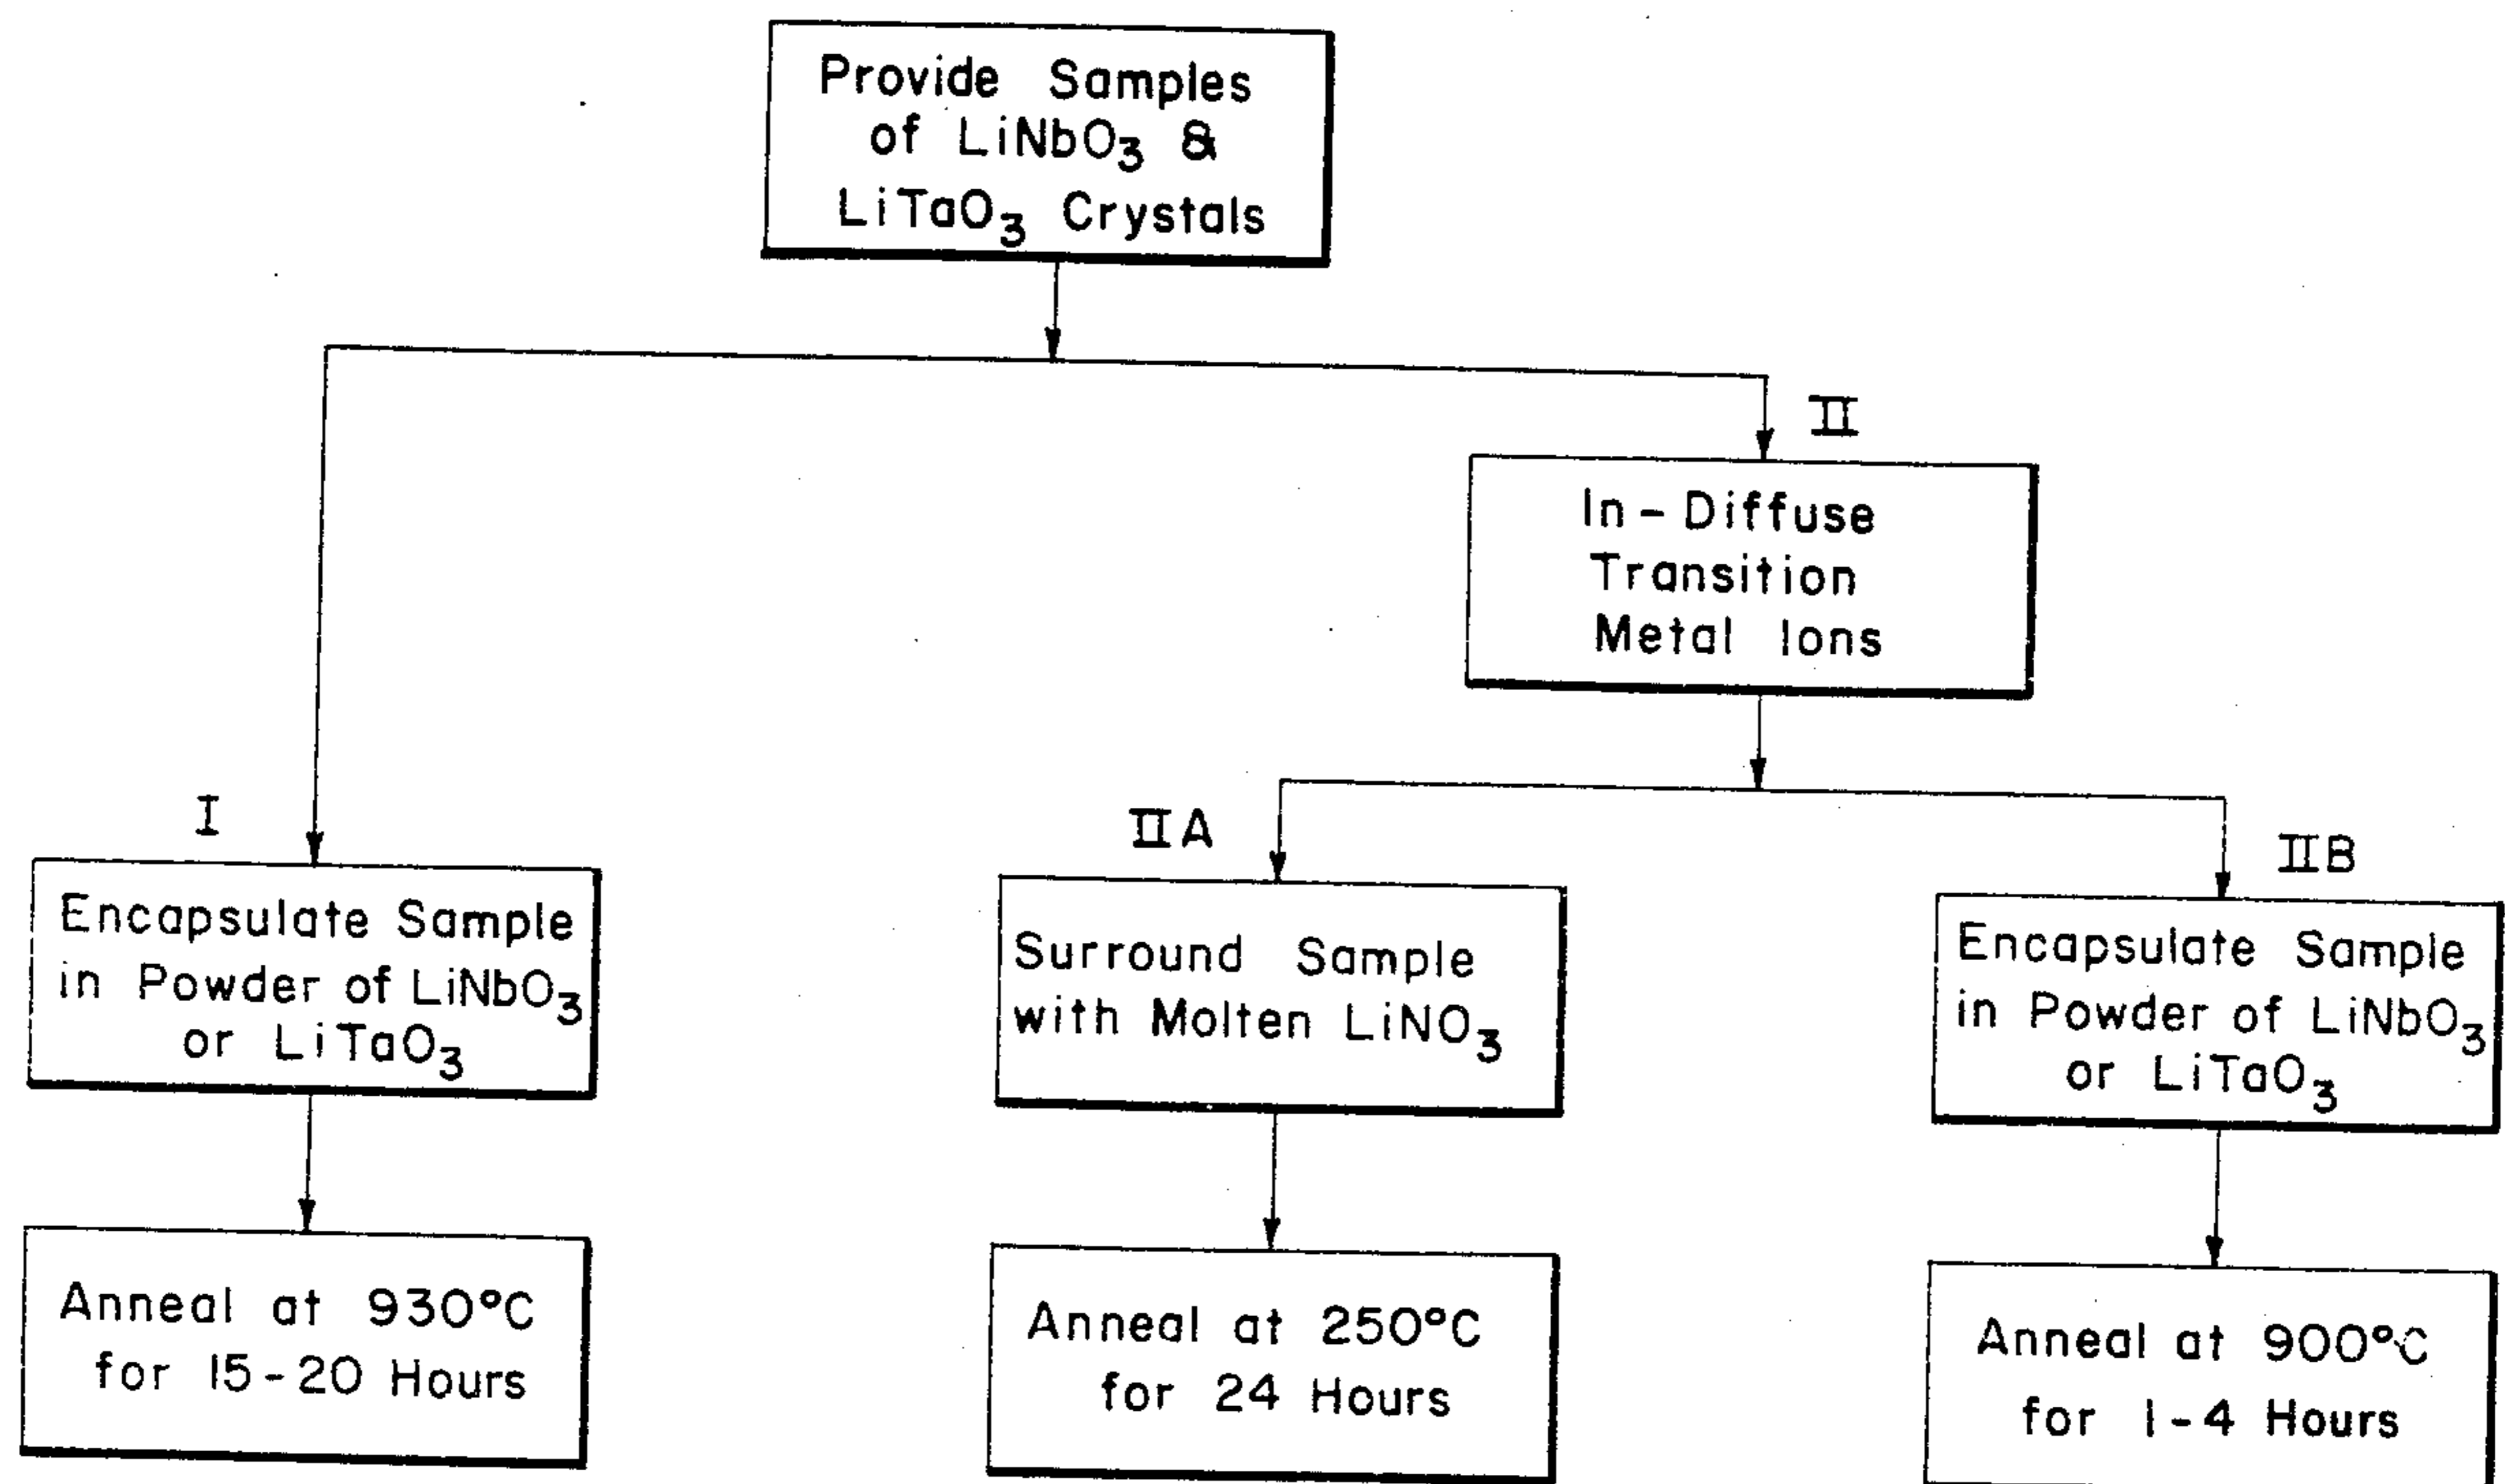 Provide Samples
of LiNbO3 &
LiTaO3 Crystals
II
In-Diffuse
Transition
Metal Ions
I
IIA
IIB
Encapsulate Sample
in Powder of LiNbO3
or LiTaO3
Surround Sample
with Molten LiNO3
Encapsulate Sample
in Powder of LiNbO3
or LiTaO3
Anneal at 930°C
for 15-20 Hours
Anneal at 250°C
for 24 Hours
Anneal at 900°C
for 1-4 Hours